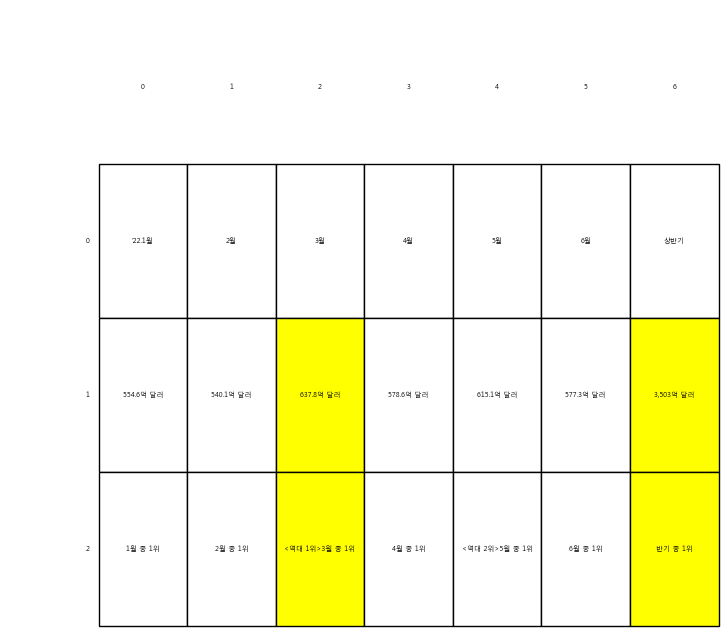 0 1 2 3 4 5 6
0 '22.1월 2월 3월 4월 5월 6월 상반기
1 554.6억 달러 540.1억 달러 637.8억 달러 578.6억 달러 615.1억 달러 577.3억 달러 3,503억 달러
2 1월 중 1위 2월 중 1위 <역대 1위>3월 중 1위 4월 중 1위 <역대 2위>5월 중 1위 6월 중 1위 반기 중 1위